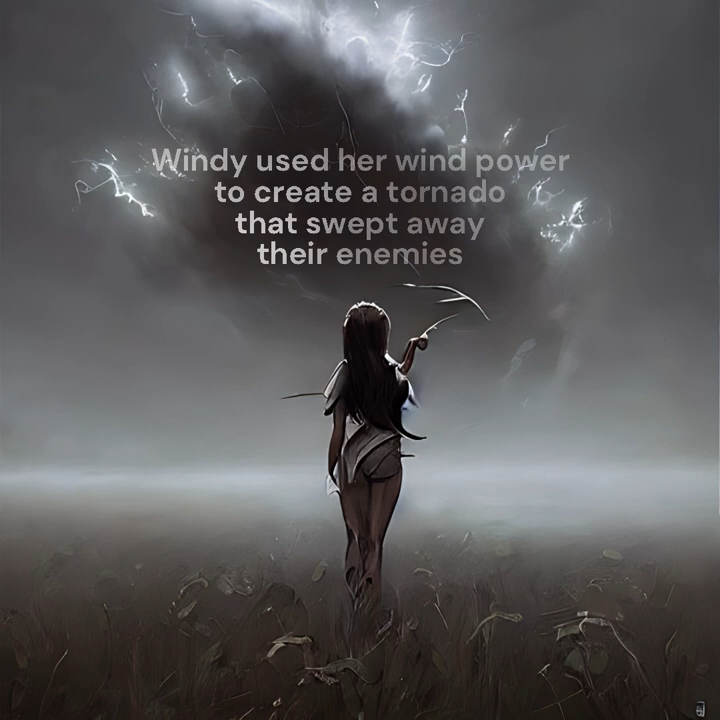 Windy used her wind power
to create a tornado
that swept away
their enemies